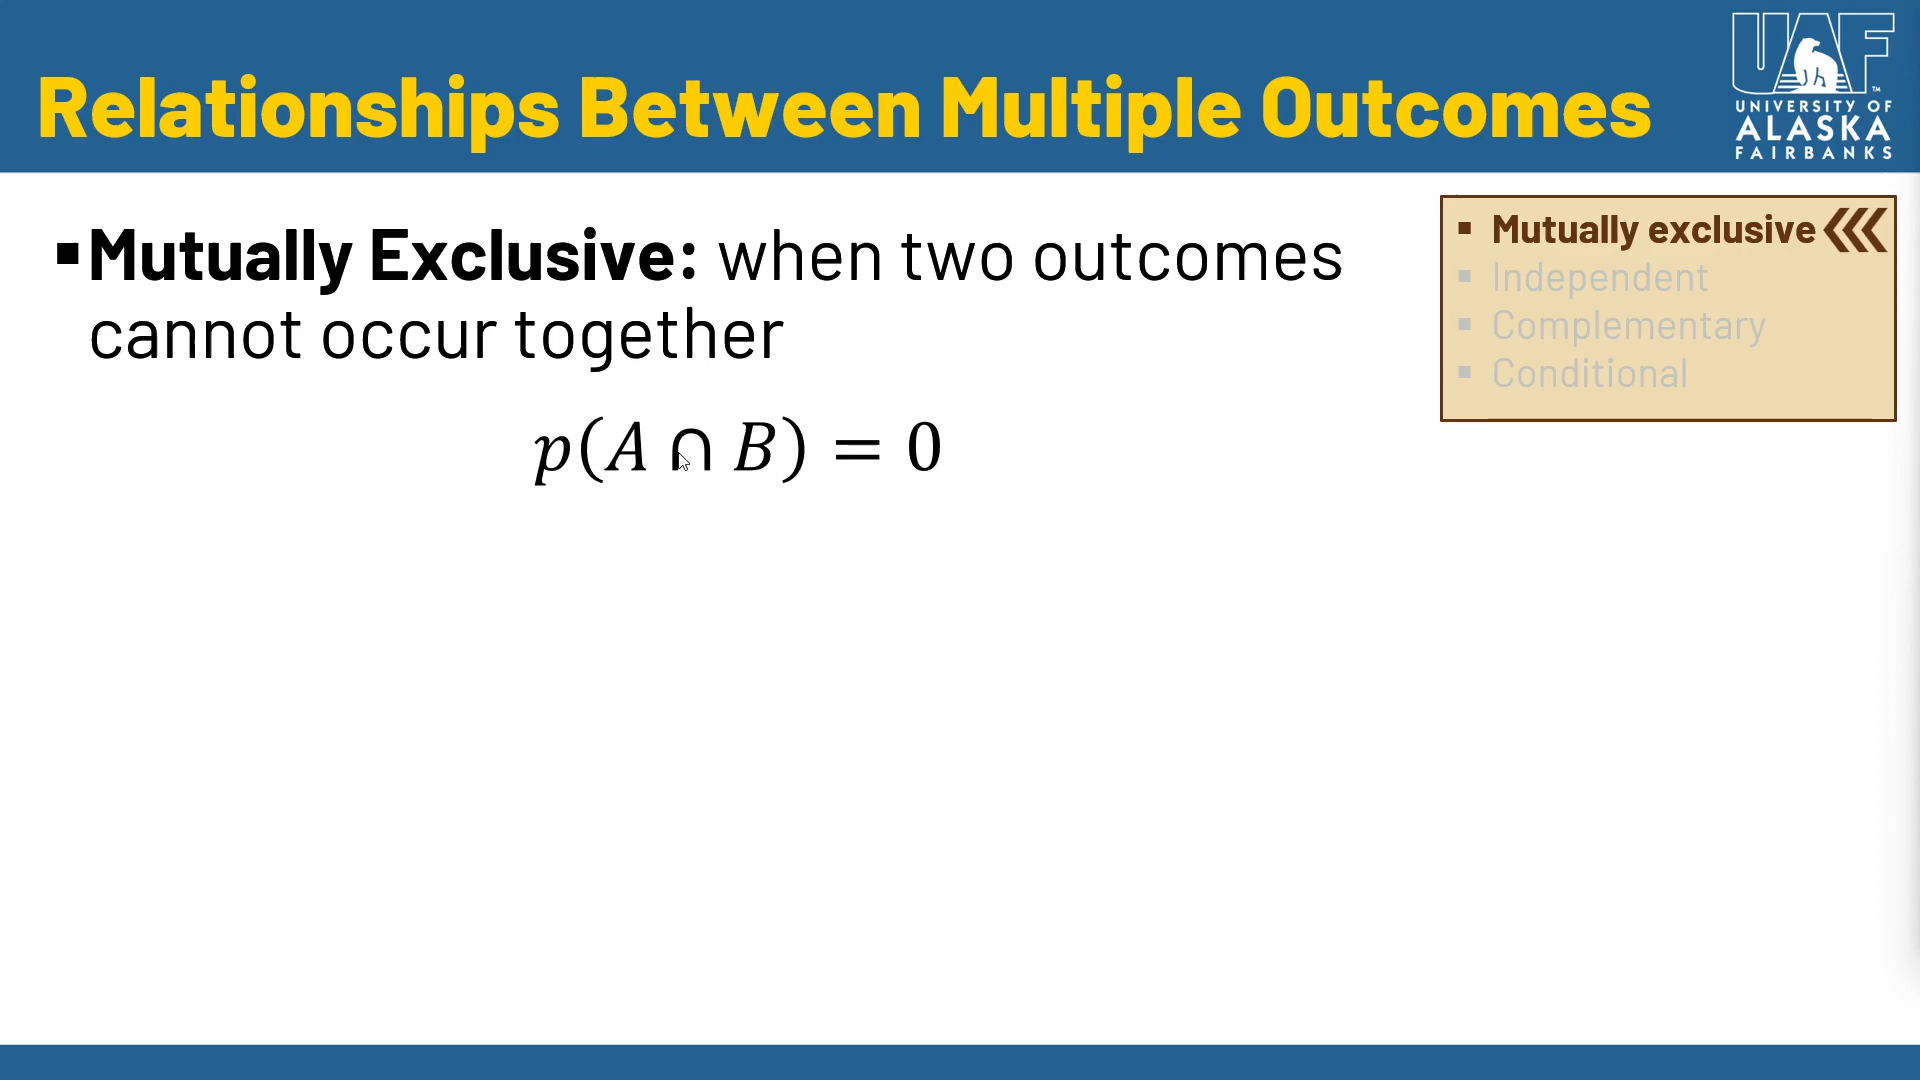 Relationships Between Multiple Outcomes
UAF™
UNIVERSITY OF
ALASKA
FAIRBANKS
▪ Mutually Exclusive: when two outcomes
cannot occur together
p(A ∩ B) = 0
▪ Mutually exclusive
▪ Independent
▪ Complementary
▪ Conditional